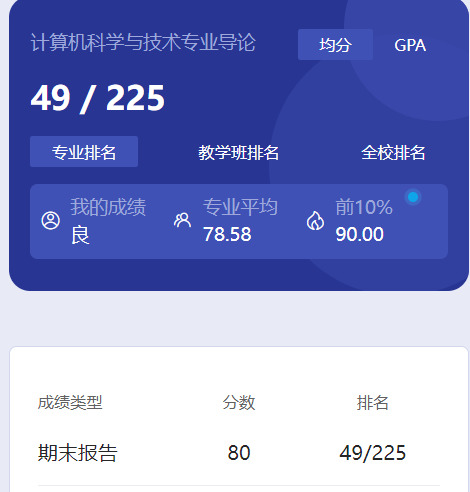 计算机科学与技术专业导论 均分 GPA
49 / 225
专业排名 教学班排名 全校排名
我的成绩 专业平均 前10%
良 78.58 90.00
成绩类型 分数 排名
期末报告 80 49/225